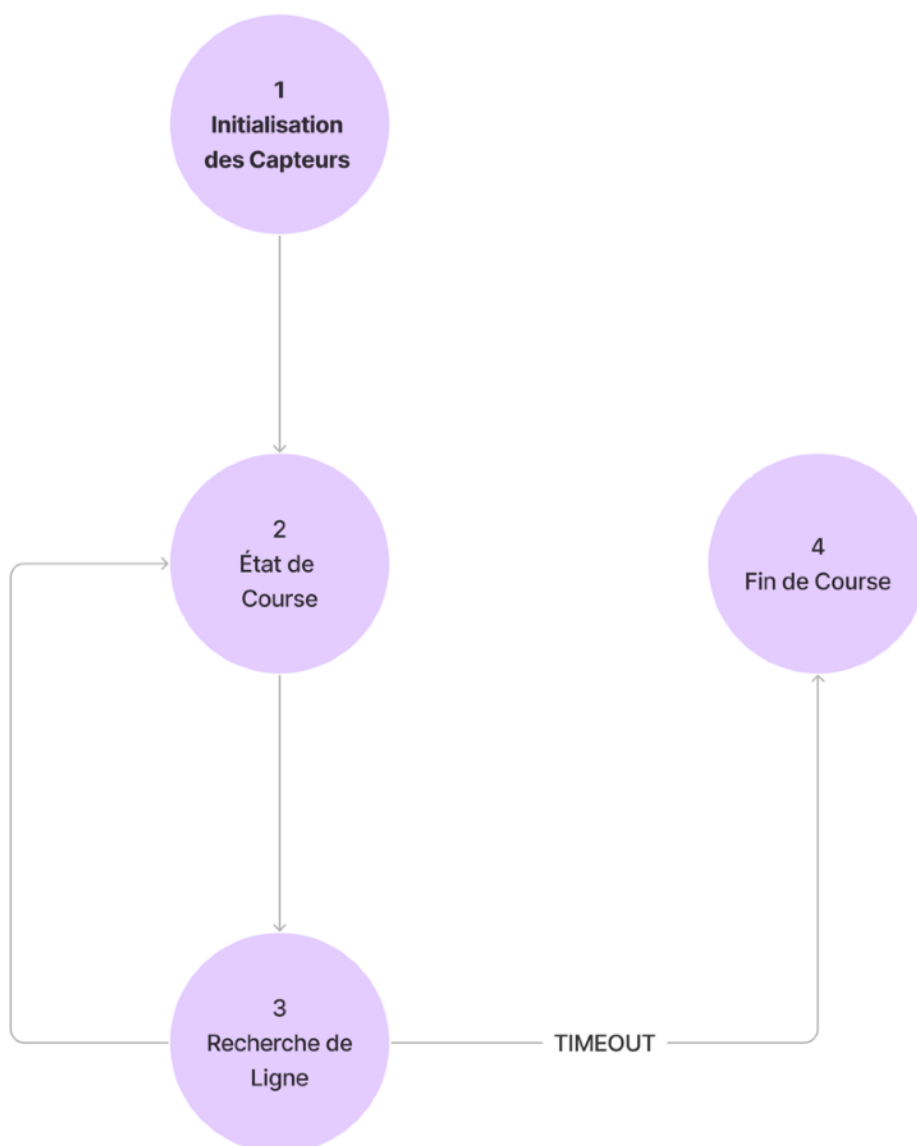 1
Initialisation
des Capteurs
2
État de
Course
4
Fin de Course
3
Recherche de
Ligne
TIMEOUT